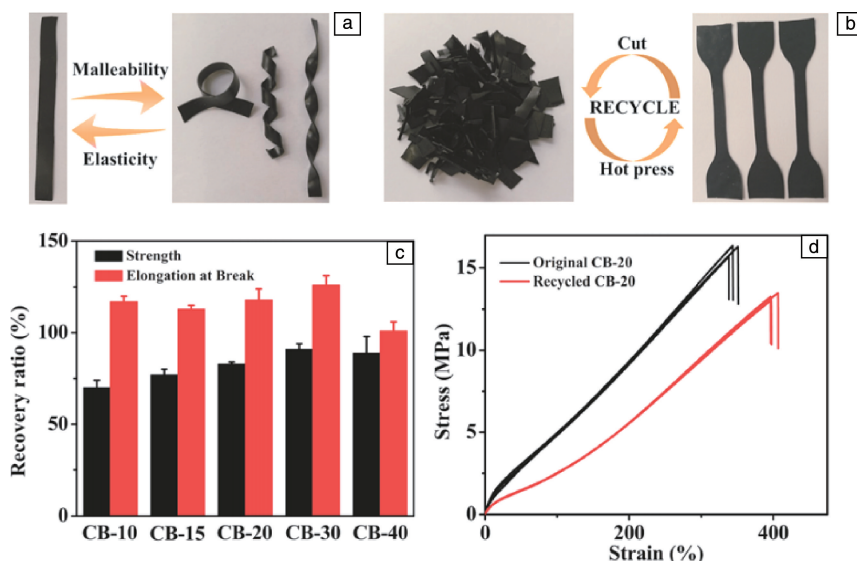 a
Malleability
Elasticity
b
Cut
RECYCLE
Hot press
c
Strength
Elongation at Break
Recovery ratio (%)
150
100
50
0
CB-10 CB-15 CB-20 CB-30 CB-40
d
Original CB-20
Recycled CB-20
Stress (MPa)
15
10
5
0
0 200 400
Strain (%)